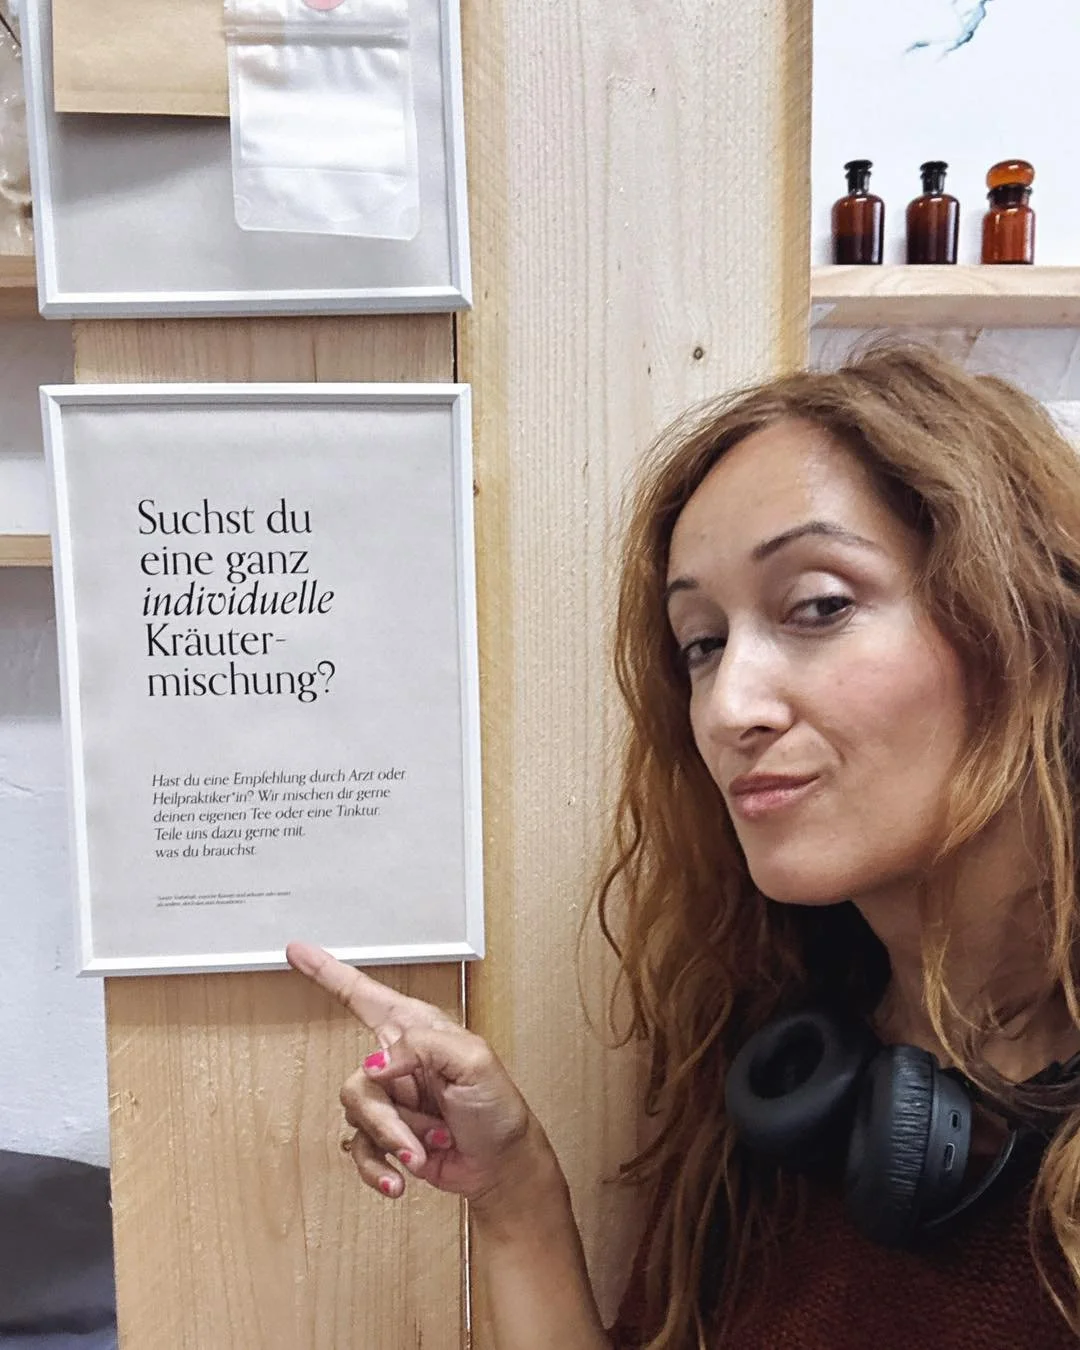 Suchst du
eine ganz
individuelle
Kräuter-
mischung?
Hast du eine Empfehlung durch Arzt oder
Heilpraktiker*in? Wir mischen dir gerne
deinen eigenen Tee oder eine Tinktur.
Teile uns dazu gerne mit,
was du brauchst.